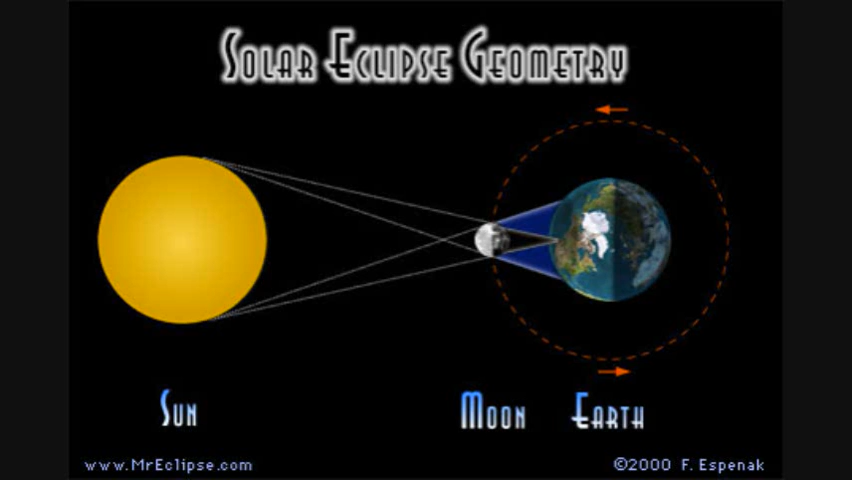 Solar Eclipse Geometry
Sun
Moon
Earth
www.MrEclipse.com
©2000 F. Espenak